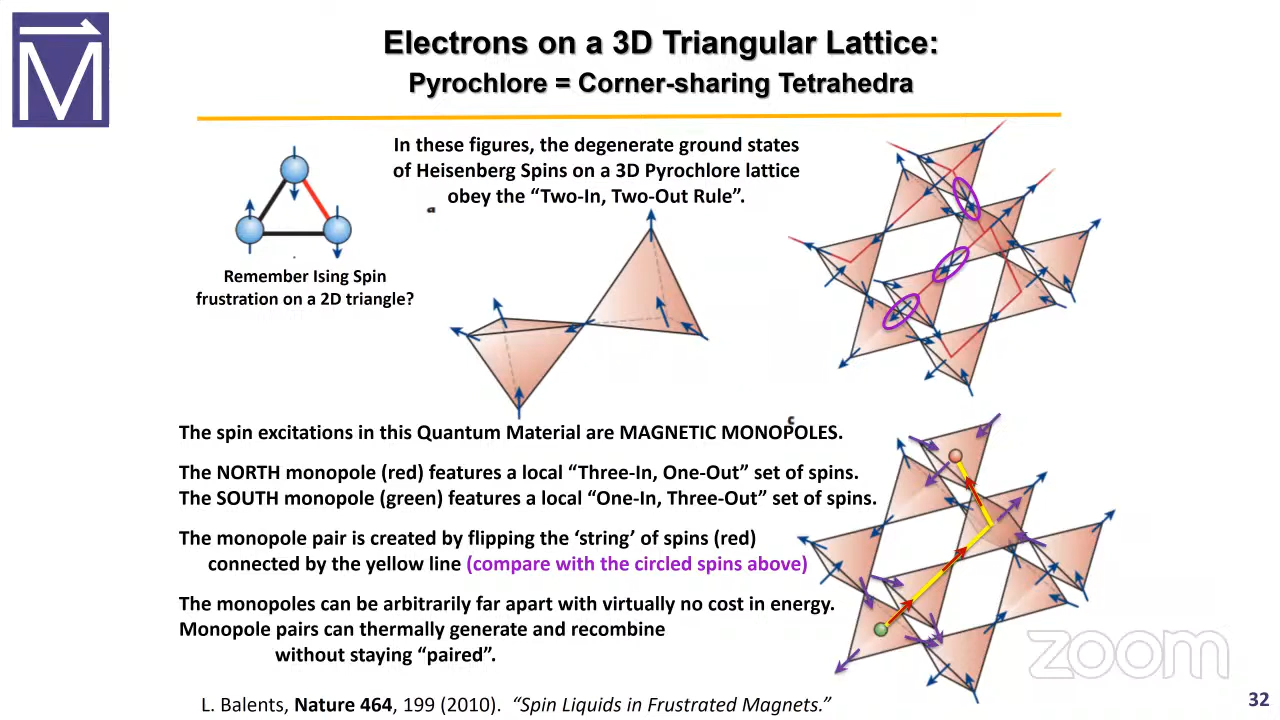 M
Electrons on a 3D Triangular Lattice:
Pyrochlore = Corner-sharing Tetrahedra
In these figures, the degenerate ground states
of Heisenberg Spins on a 3D Pyrochlore lattice
obey the “Two-In, Two-Out Rule”.
a
Remember Ising Spin
frustration on a 2D triangle?
c
The spin excitations in this Quantum Material are MAGNETIC MONOPOLES.
The NORTH monopole (red) features a local “Three-In, One-Out” set of spins.
The SOUTH monopole (green) features a local “One-In, Three-Out” set of spins.
The monopole pair is created by flipping the ‘string’ of spins (red)
connected by the yellow line (compare with the circled spins above)
The monopoles can be arbitrarily far apart with virtually no cost in energy.
Monopole pairs can thermally generate and recombine
without staying “paired”.
zoom
L. Balents, Nature 464, 199 (2010). “Spin Liquids in Frustrated Magnets.”
32